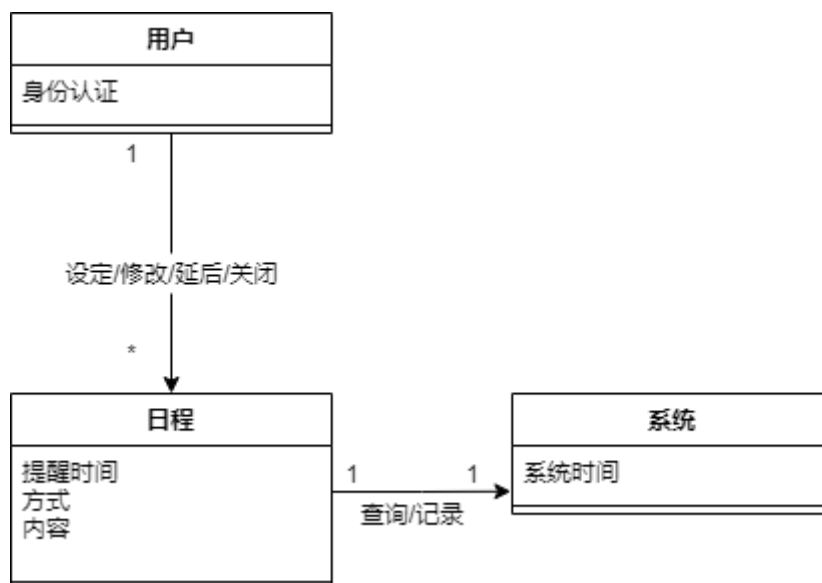 用户
身份认证
1
设定/修改/延后/关闭
*
日程
提醒时间
方式
内容
1
1
查询/记录
系统
系统时间